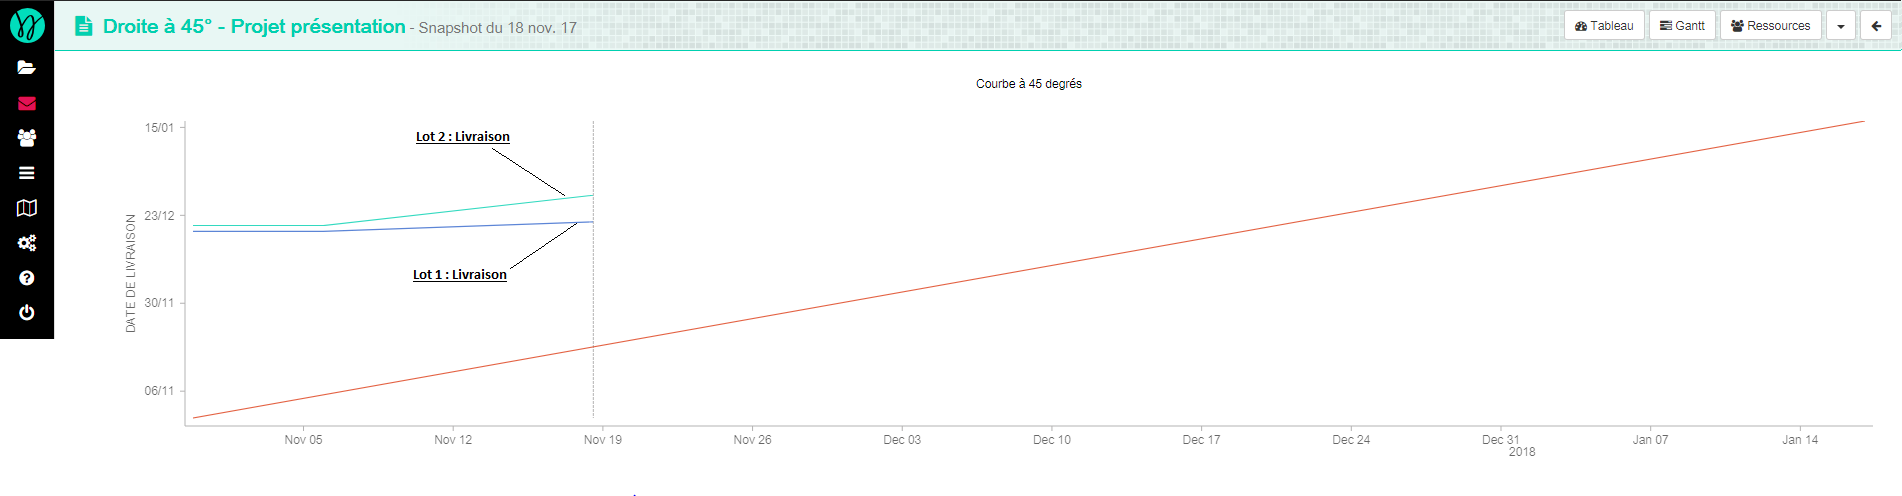 Droite à 45° - Projet présentation - Snapshot du 18 nov. 17
Tableau
Gantt
Ressources
Courbe à 45 degrés
DATE DE LIVRAISON
15/01
23/12
30/11
06/11
Lot 2 : Livraison
Lot 1 : Livraison
Nov 05
Nov 12
Nov 19
Nov 26
Dec 03
Dec 10
Dec 17
Dec 24
Dec 31
2018
Jan 07
Jan 14